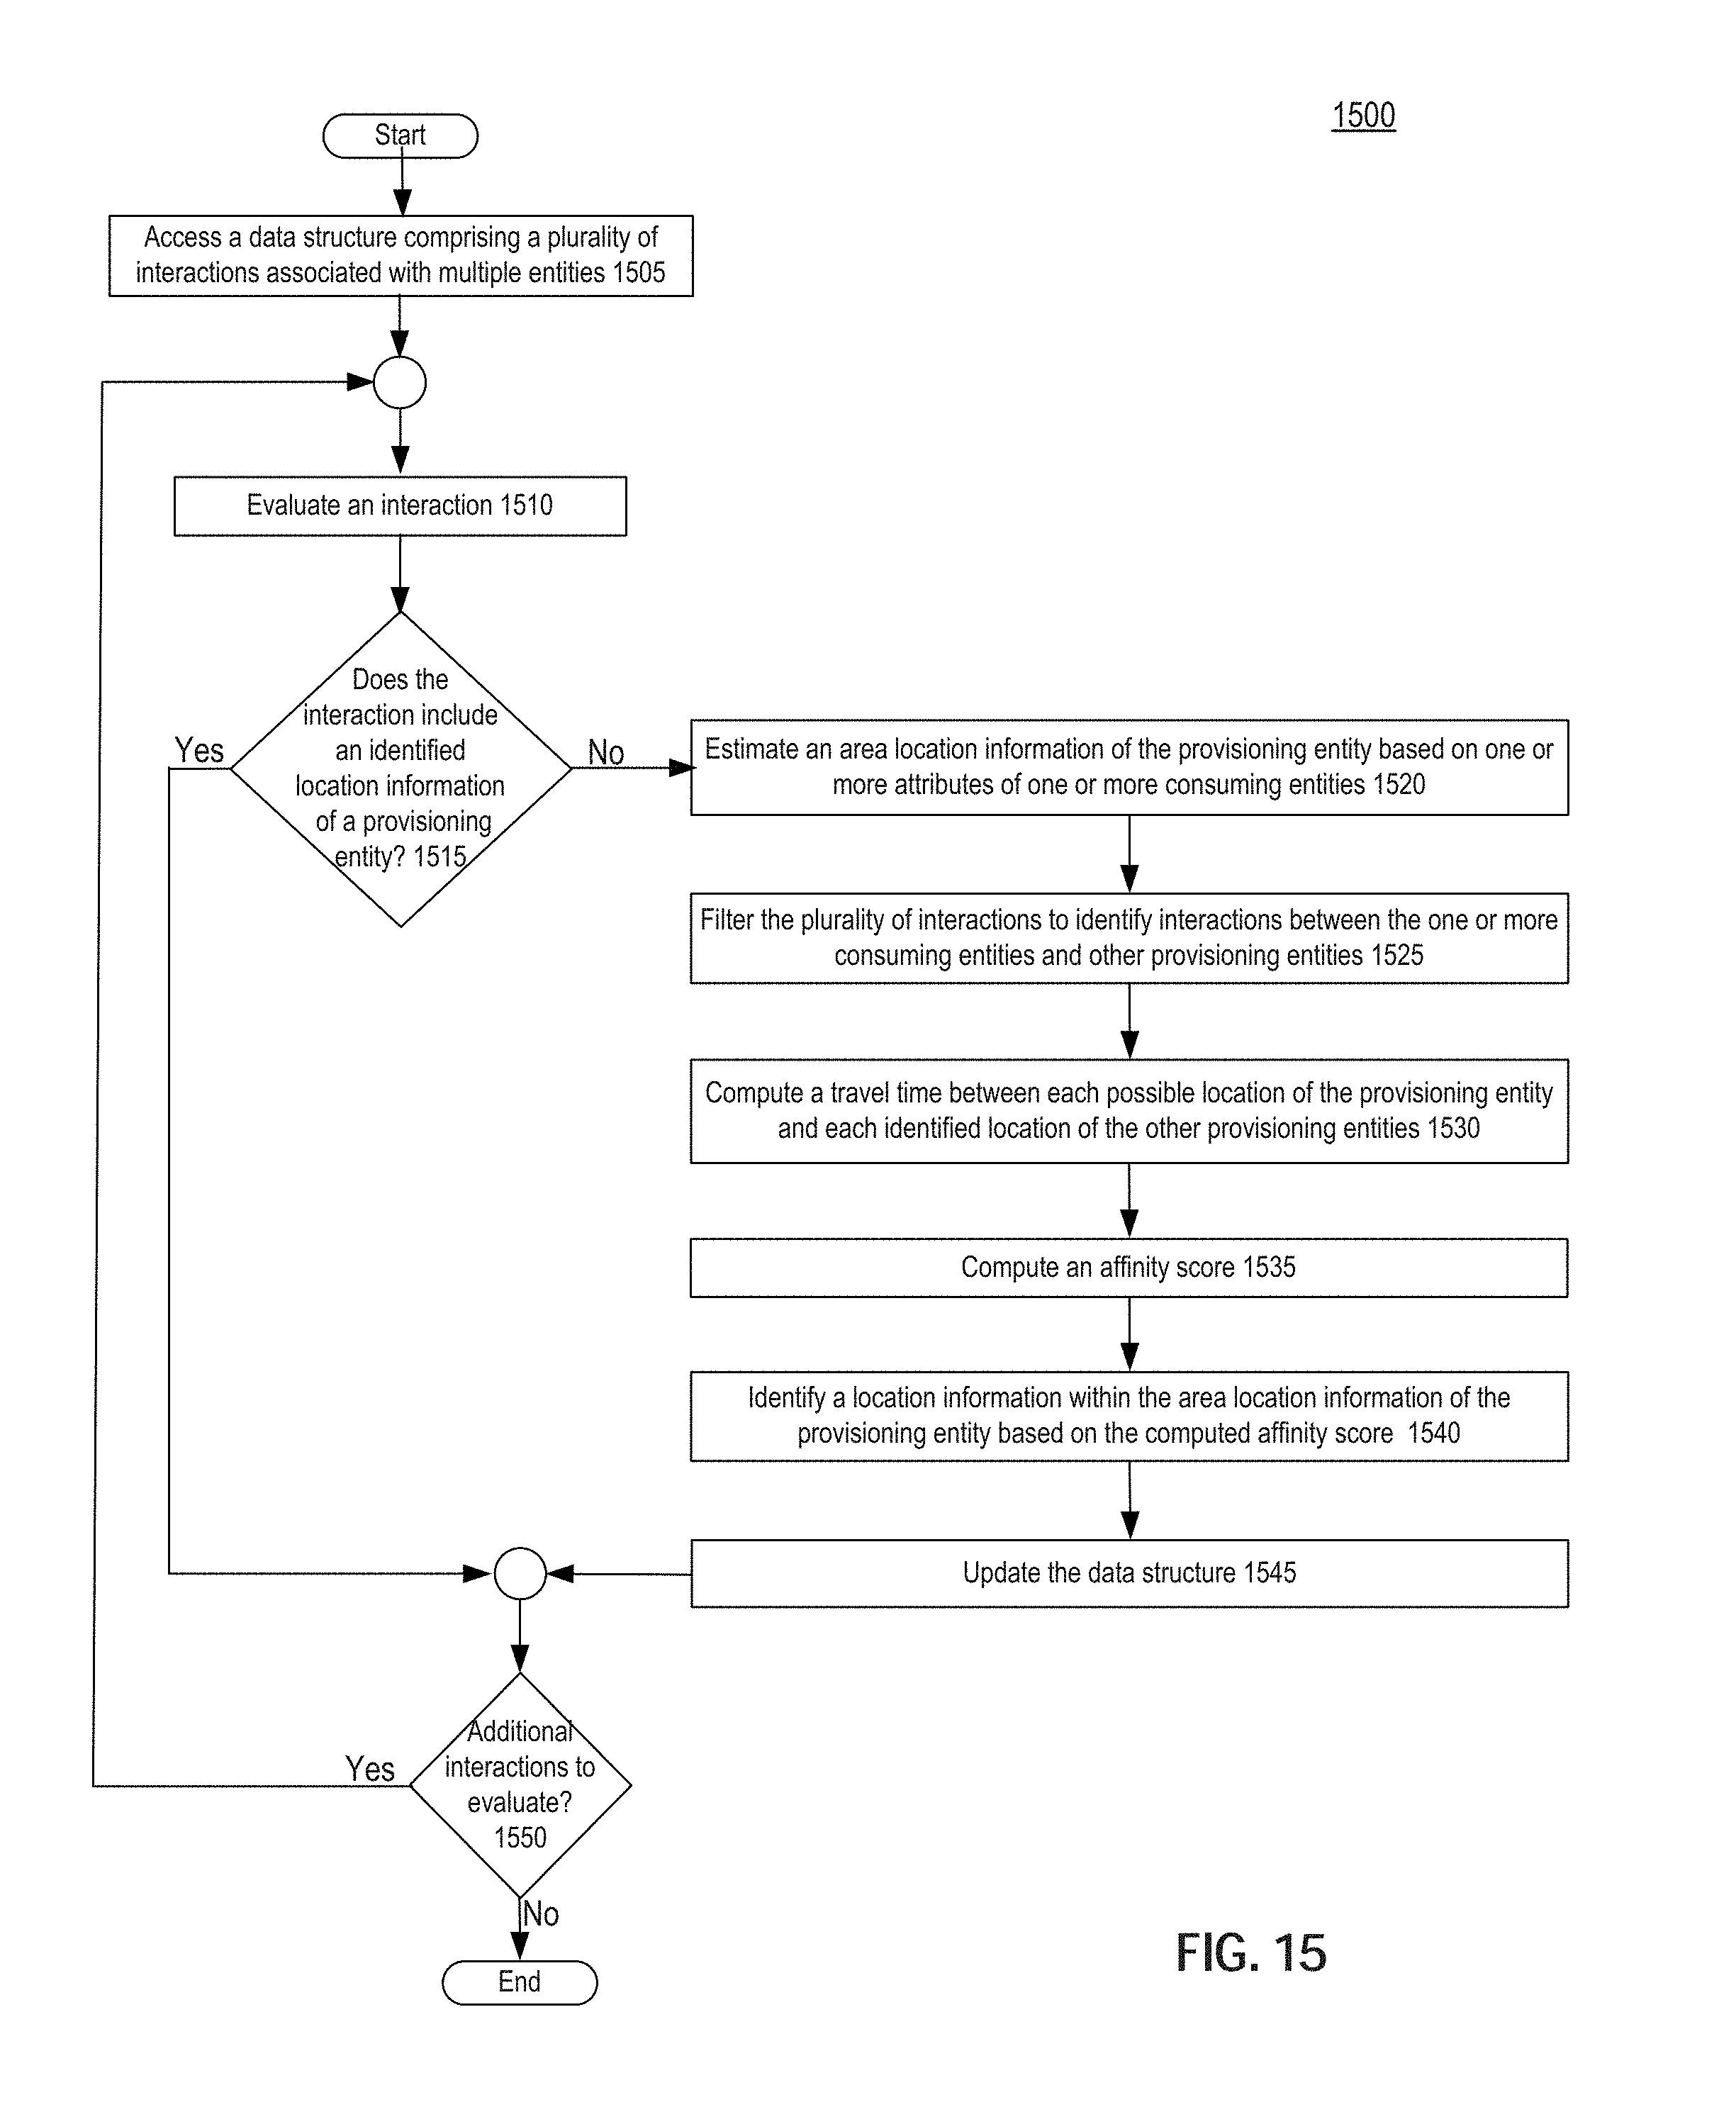 1500
Start
Access a data structure comprising a plurality of
interactions associated with multiple entities 1505
Evaluate an interaction 1510
Does the
interaction include
an identified
location information
of a provisioning
entity? 1515
Yes
No
Estimate an area location information of the provisioning entity based on one or
more attributes of one or more consuming entities 1520
Filter the plurality of interactions to identify interactions between the one or more
consuming entities and other provisioning entities 1525
Compute a travel time between each possible location of the provisioning entity
and each identified location of the other provisioning entities 1530
Compute an affinity score 1535
Identify a location information within the area location information of the
provisioning entity based on the computed affinity score 1540
Update the data structure 1545
Additional
interactions to
evaluate?
1550
Yes
No
End
FIG. 15